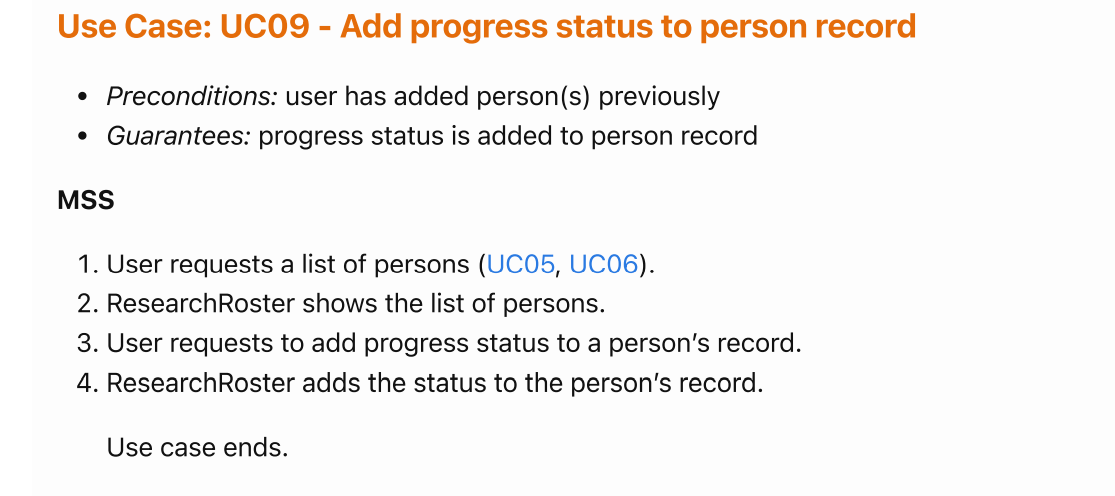 Use Case: UC09 - Add progress status to person record
• Preconditions: user has added person(s) previously
• Guarantees: progress status is added to person record
MSS
1. User requests a list of persons (UC05, UC06).
2. ResearchRoster shows the list of persons.
3. User requests to add progress status to a person’s record.
4. ResearchRoster adds the status to the person’s record.
Use case ends.